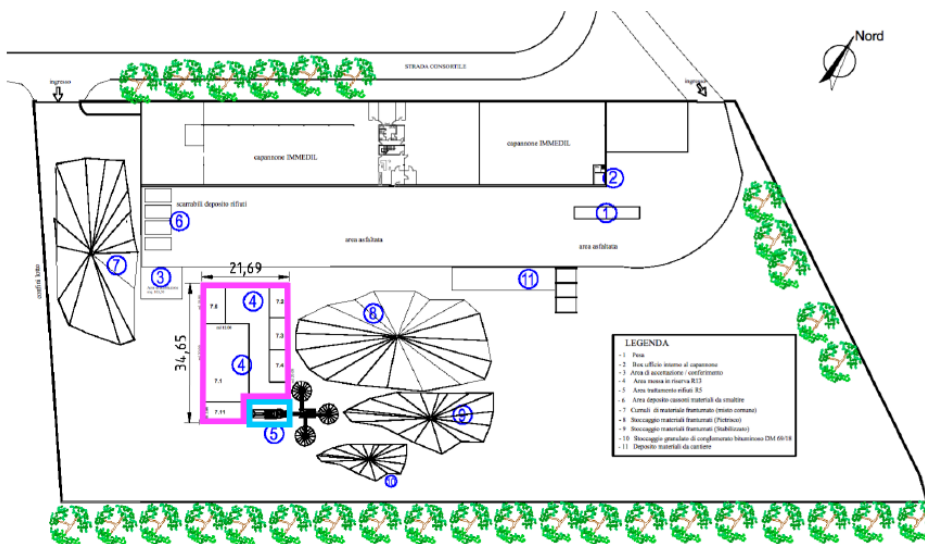 Nord
STRADA CONSORTILE
ingresso
ingresso
capannone IMMEDIL
capannone IMMEDIL
2
scarrabili deposito rifiuti
1
6
area asfaltata
area asfaltata
confini lotto
7
3
21,69
11
4
7.2
8
34,65
7.3
4
7.4
7.1
7.11
5
9
10
LEGENDA
- 1 Pesa
- 2 Box ufficio interno al capannone
- 3 Area di accettazione / conferimento
- 4 Area messa in riserva R13
- 5 Area trattamento rifiuti R5
- 6 Area deposito cassoni materiali da smaltire
- 7 Cumuli di materiale frantumato (misto cemento)
- 8 Stoccaggio materiali frantumati (Pietrisco)
- 9 Stoccaggio materiali frantumati (Stabilizzato)
- 10 Stoccaggio granulato di conglomerato bituminoso DM 69/18
- 11 Deposito materiali da cantiere